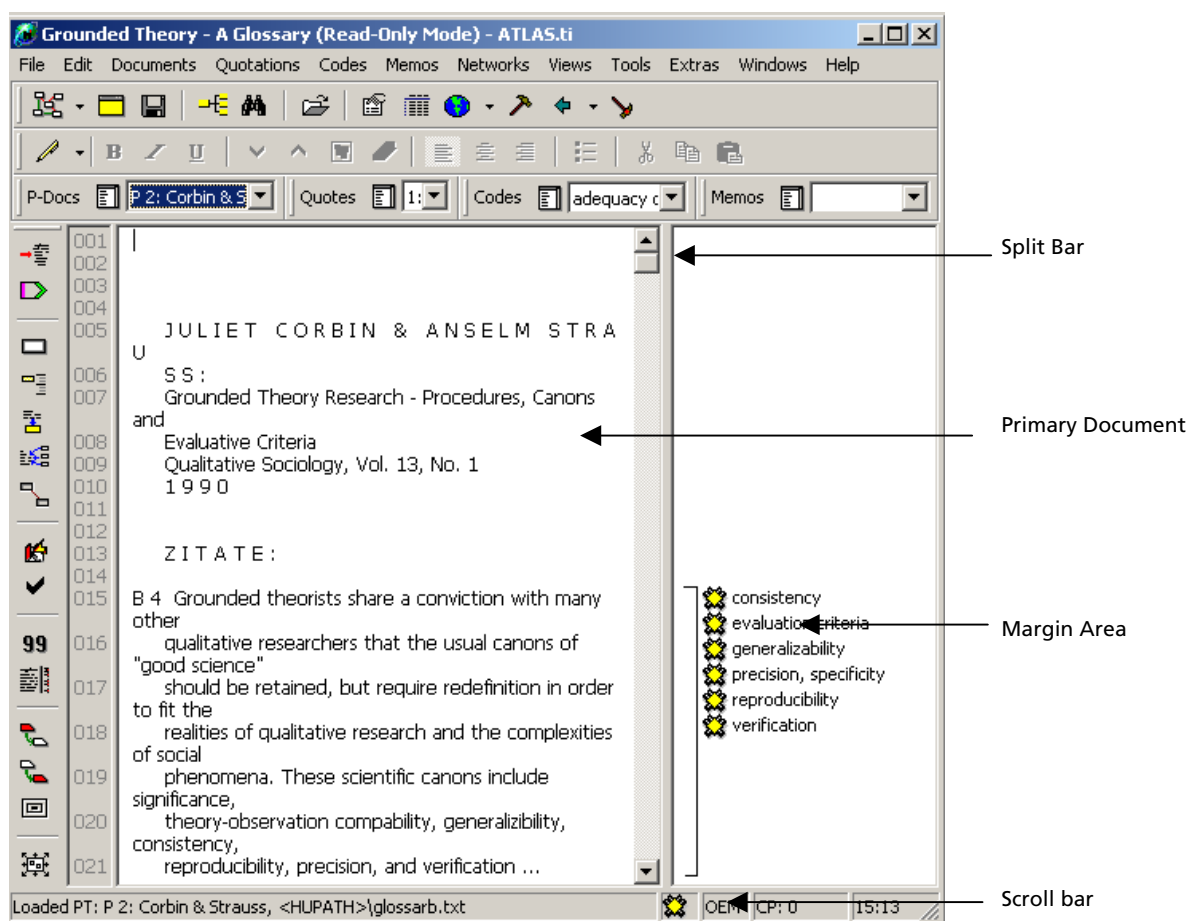 Grounded Theory - A Glossary (Read-Only Mode) - ATLAS.ti
File Edit Documents Quotations Codes Memos Networks Views Tools Extras Windows Help
B I U
P-Docs P 2: Corbin & S Quotes 1: Codes adequacy c Memos
001
002
003
004
005 J U L I E T C O R B I N & A N S E L M S T R A
U
006 S S :
007 Grounded Theory Research - Procedures, Canons
and
008 Evaluative Criteria
009 Qualitative Sociology, Vol. 13, No. 1
010 1 9 9 0
011
012
013 Z I T A T E :
014
015 B 4 Grounded theorists share a conviction with many
other
016 qualitative researchers that the usual canons of
"good science"
017 should be retained, but require redefinition in order
to fit the
018 realities of qualitative research and the complexities
of social
019 phenomena. These scientific canons include
significance,
020 theory-observation compability, generalizibility,
consistency,
021 reproducibility, precision, and verification ...
99
consistency
evaluation criteria
generalizability
precision, specificity
reproducibility
verification
Split Bar
Primary Document
Margin Area
Scroll bar
Loaded PT: P 2: Corbin & Strauss, <HUPATH>\glossarb.txt OEM CP: 0 15:13